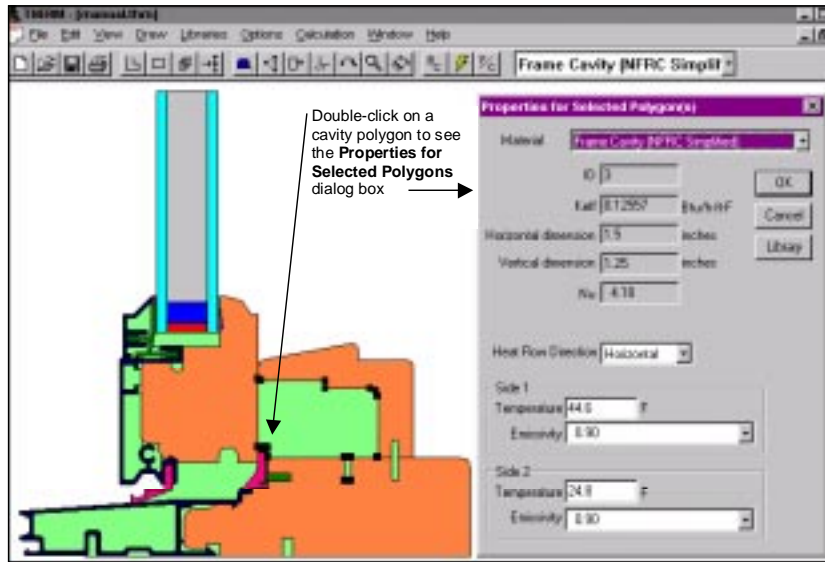 THERM - [manual.thm]
File Edit View Draw Libraries Options Calculation Window Help
Frame Cavity (NFRC Simplif
Double-click on a
cavity polygon to see
the Properties for
Selected Polygons
dialog box
Properties for Selected Polygon(s)
Material Frame Cavity (NFRC Simplified)
ID 3
Keff 0.12957 Btu/h-ft-F
Horizontal dimension 1.5 inches
Vertical dimension 1.25 inches
Nu 4.18
OK
Cancel
Library
Heat Flow Direction Horizontal
Side 1
Temperature 44.6 F
Emissivity 0.90
Side 2
Temperature 24.8 F
Emissivity 0.90